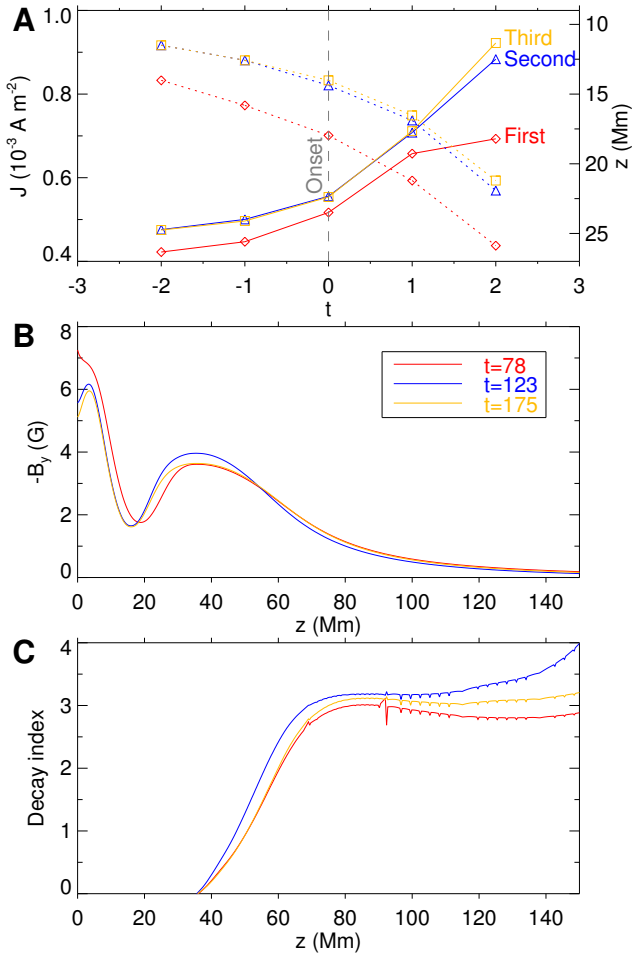 A
1.0
0.8
0.6
0.4
J (10⁻³ A m⁻²)
10
15
20
25
z (Mm)
Third
Second
First
Onset
-3 -2 -1 0 1 2 3
t
B
8
6
4
2
0
-B_y (G)
t=78
t=123
t=175
0 20 40 60 80 100 120 140
z (Mm)
C
4
3
2
1
0
Decay index
0 20 40 60 80 100 120 140
z (Mm)